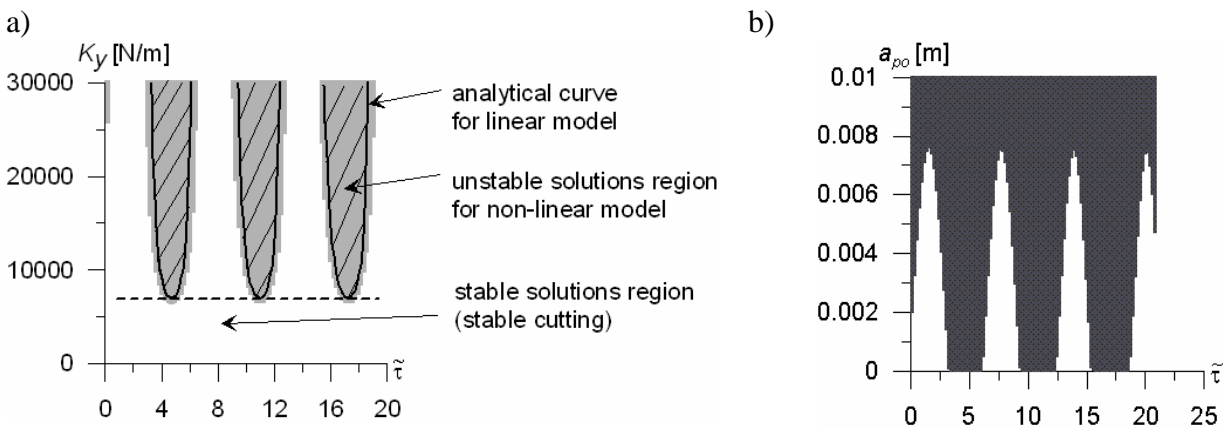 a)
K_y [N/m]
30000
20000
10000
0
0 4 8 12 16 20
τ̃
analytical curve
for linear model
unstable solutions region
for non-linear model
stable solutions region
(stable cutting)
b)
a_po [m]
0.01
0.008
0.006
0.004
0.002
0
0 5 10 15 20 25
τ̃